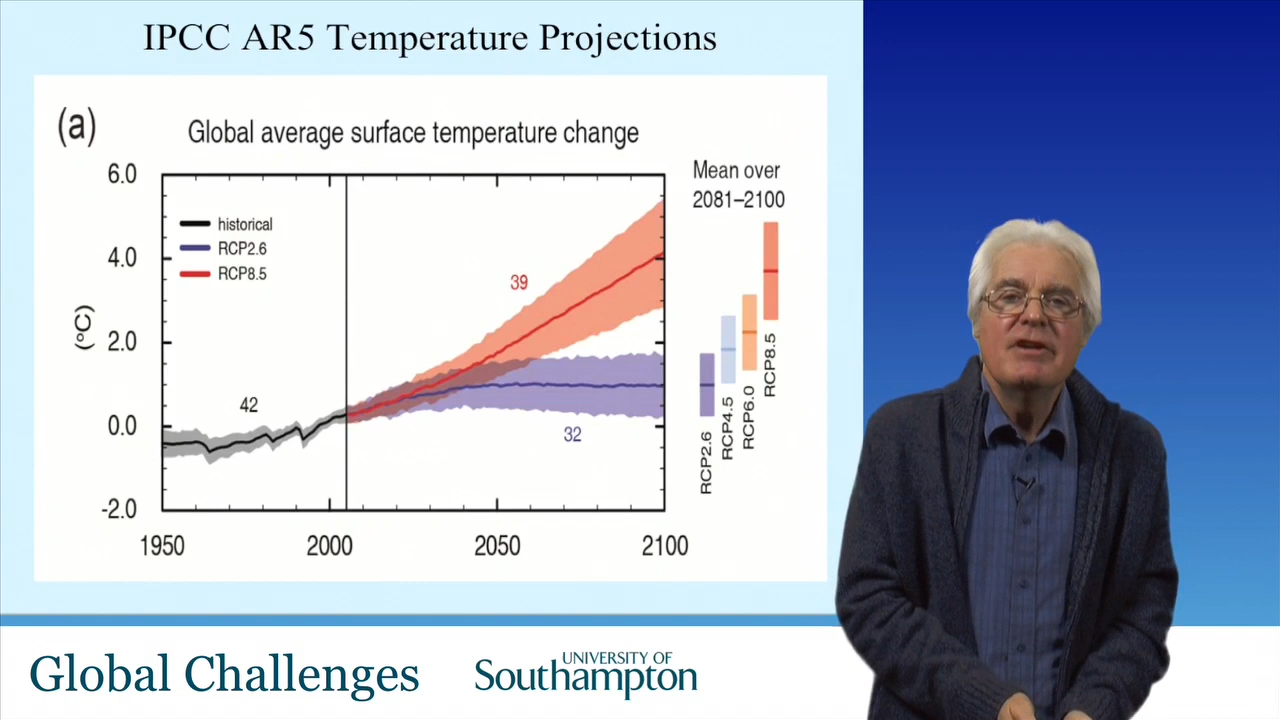 IPCC AR5 Temperature Projections
(a)
Global average surface temperature change
6.0
4.0
2.0
0.0
-2.0
(°C)
historical
RCP2.6
RCP8.5
42
39
32
1950
2000
2050
2100
Mean over
2081–2100
RCP2.6
RCP4.5
RCP6.0
RCP8.5
Global Challenges
UNIVERSITY OF
Southampton